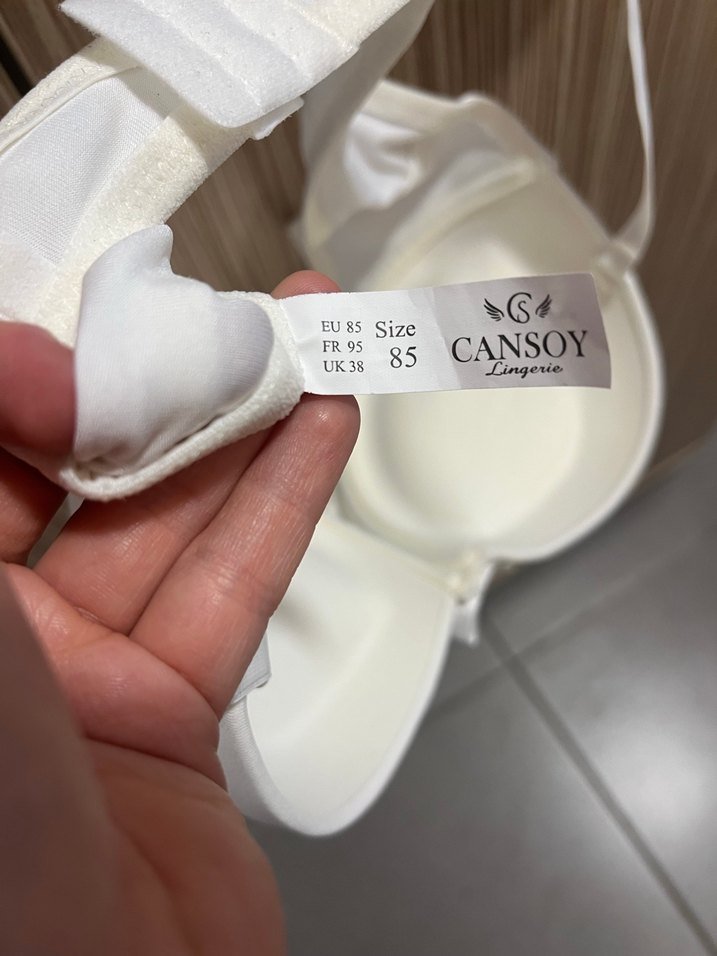 EU 85
FR 95
UK 38
Size
85
CS
CANSOY
Lingerie